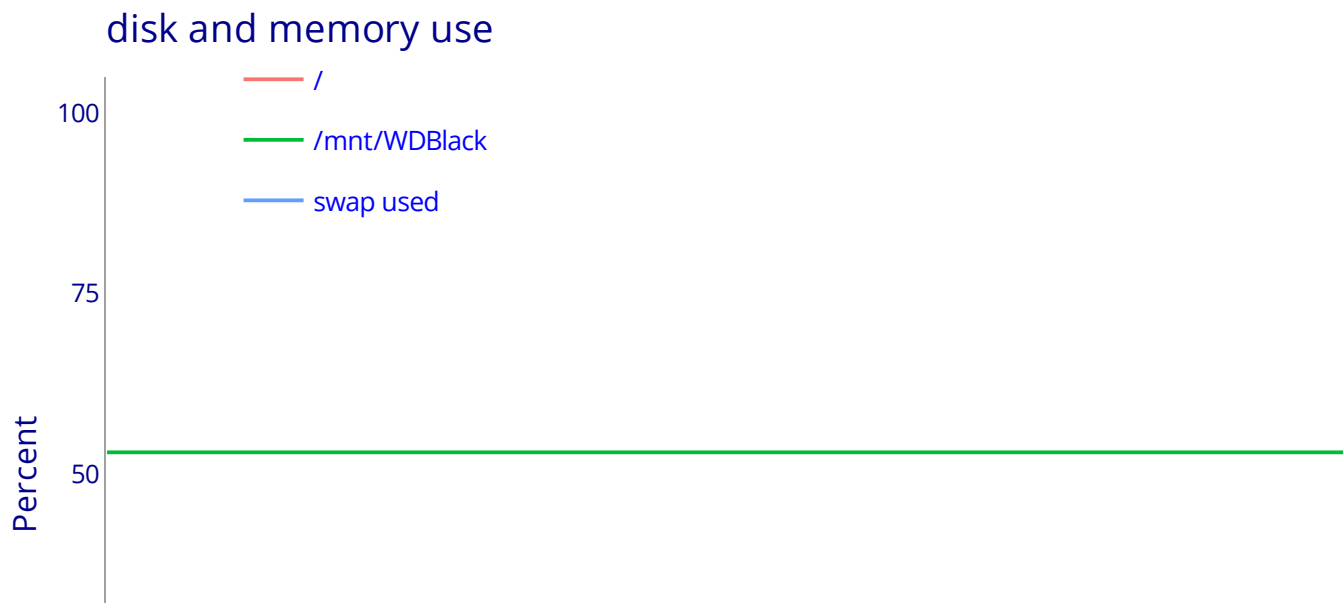 disk and memory use
/
/mnt/WDBlack
swap used
100
75
50
Percent